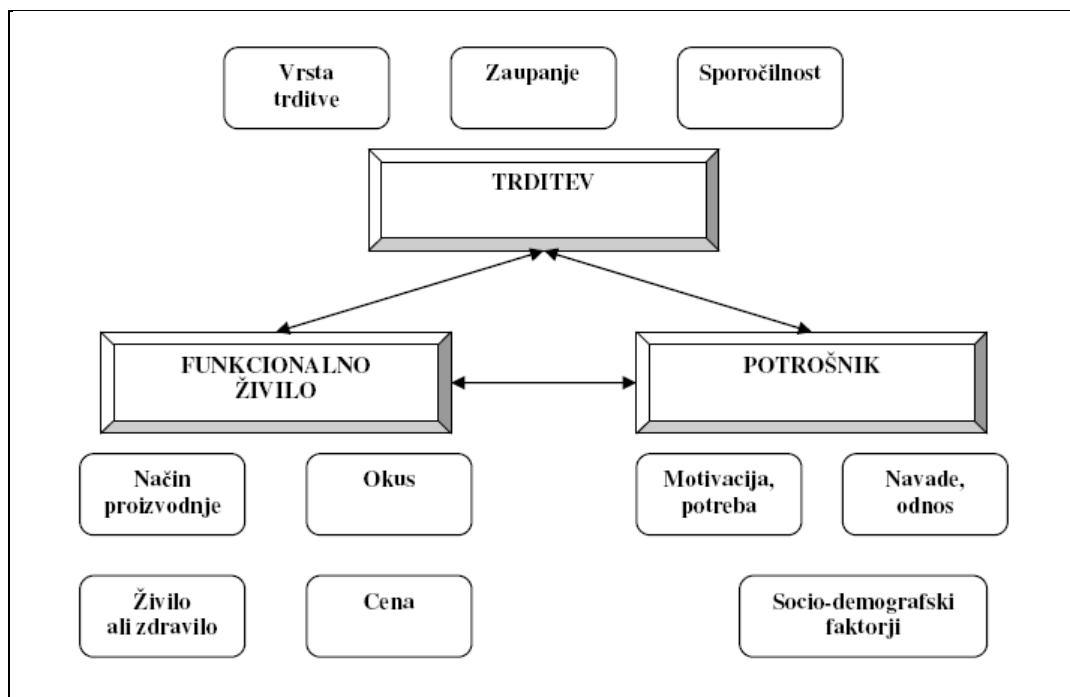 Vrsta
trditve
Zaupanje
Sporočilnost
TRDITEV
FUNKCIONALNO
ŽIVILO
POTROŠNIK
Način
proizvodnje
Okus
Motivacija,
potreba
Navade,
odnos
Živilo
ali zdravilo
Cena
Socio-demografski
faktorji